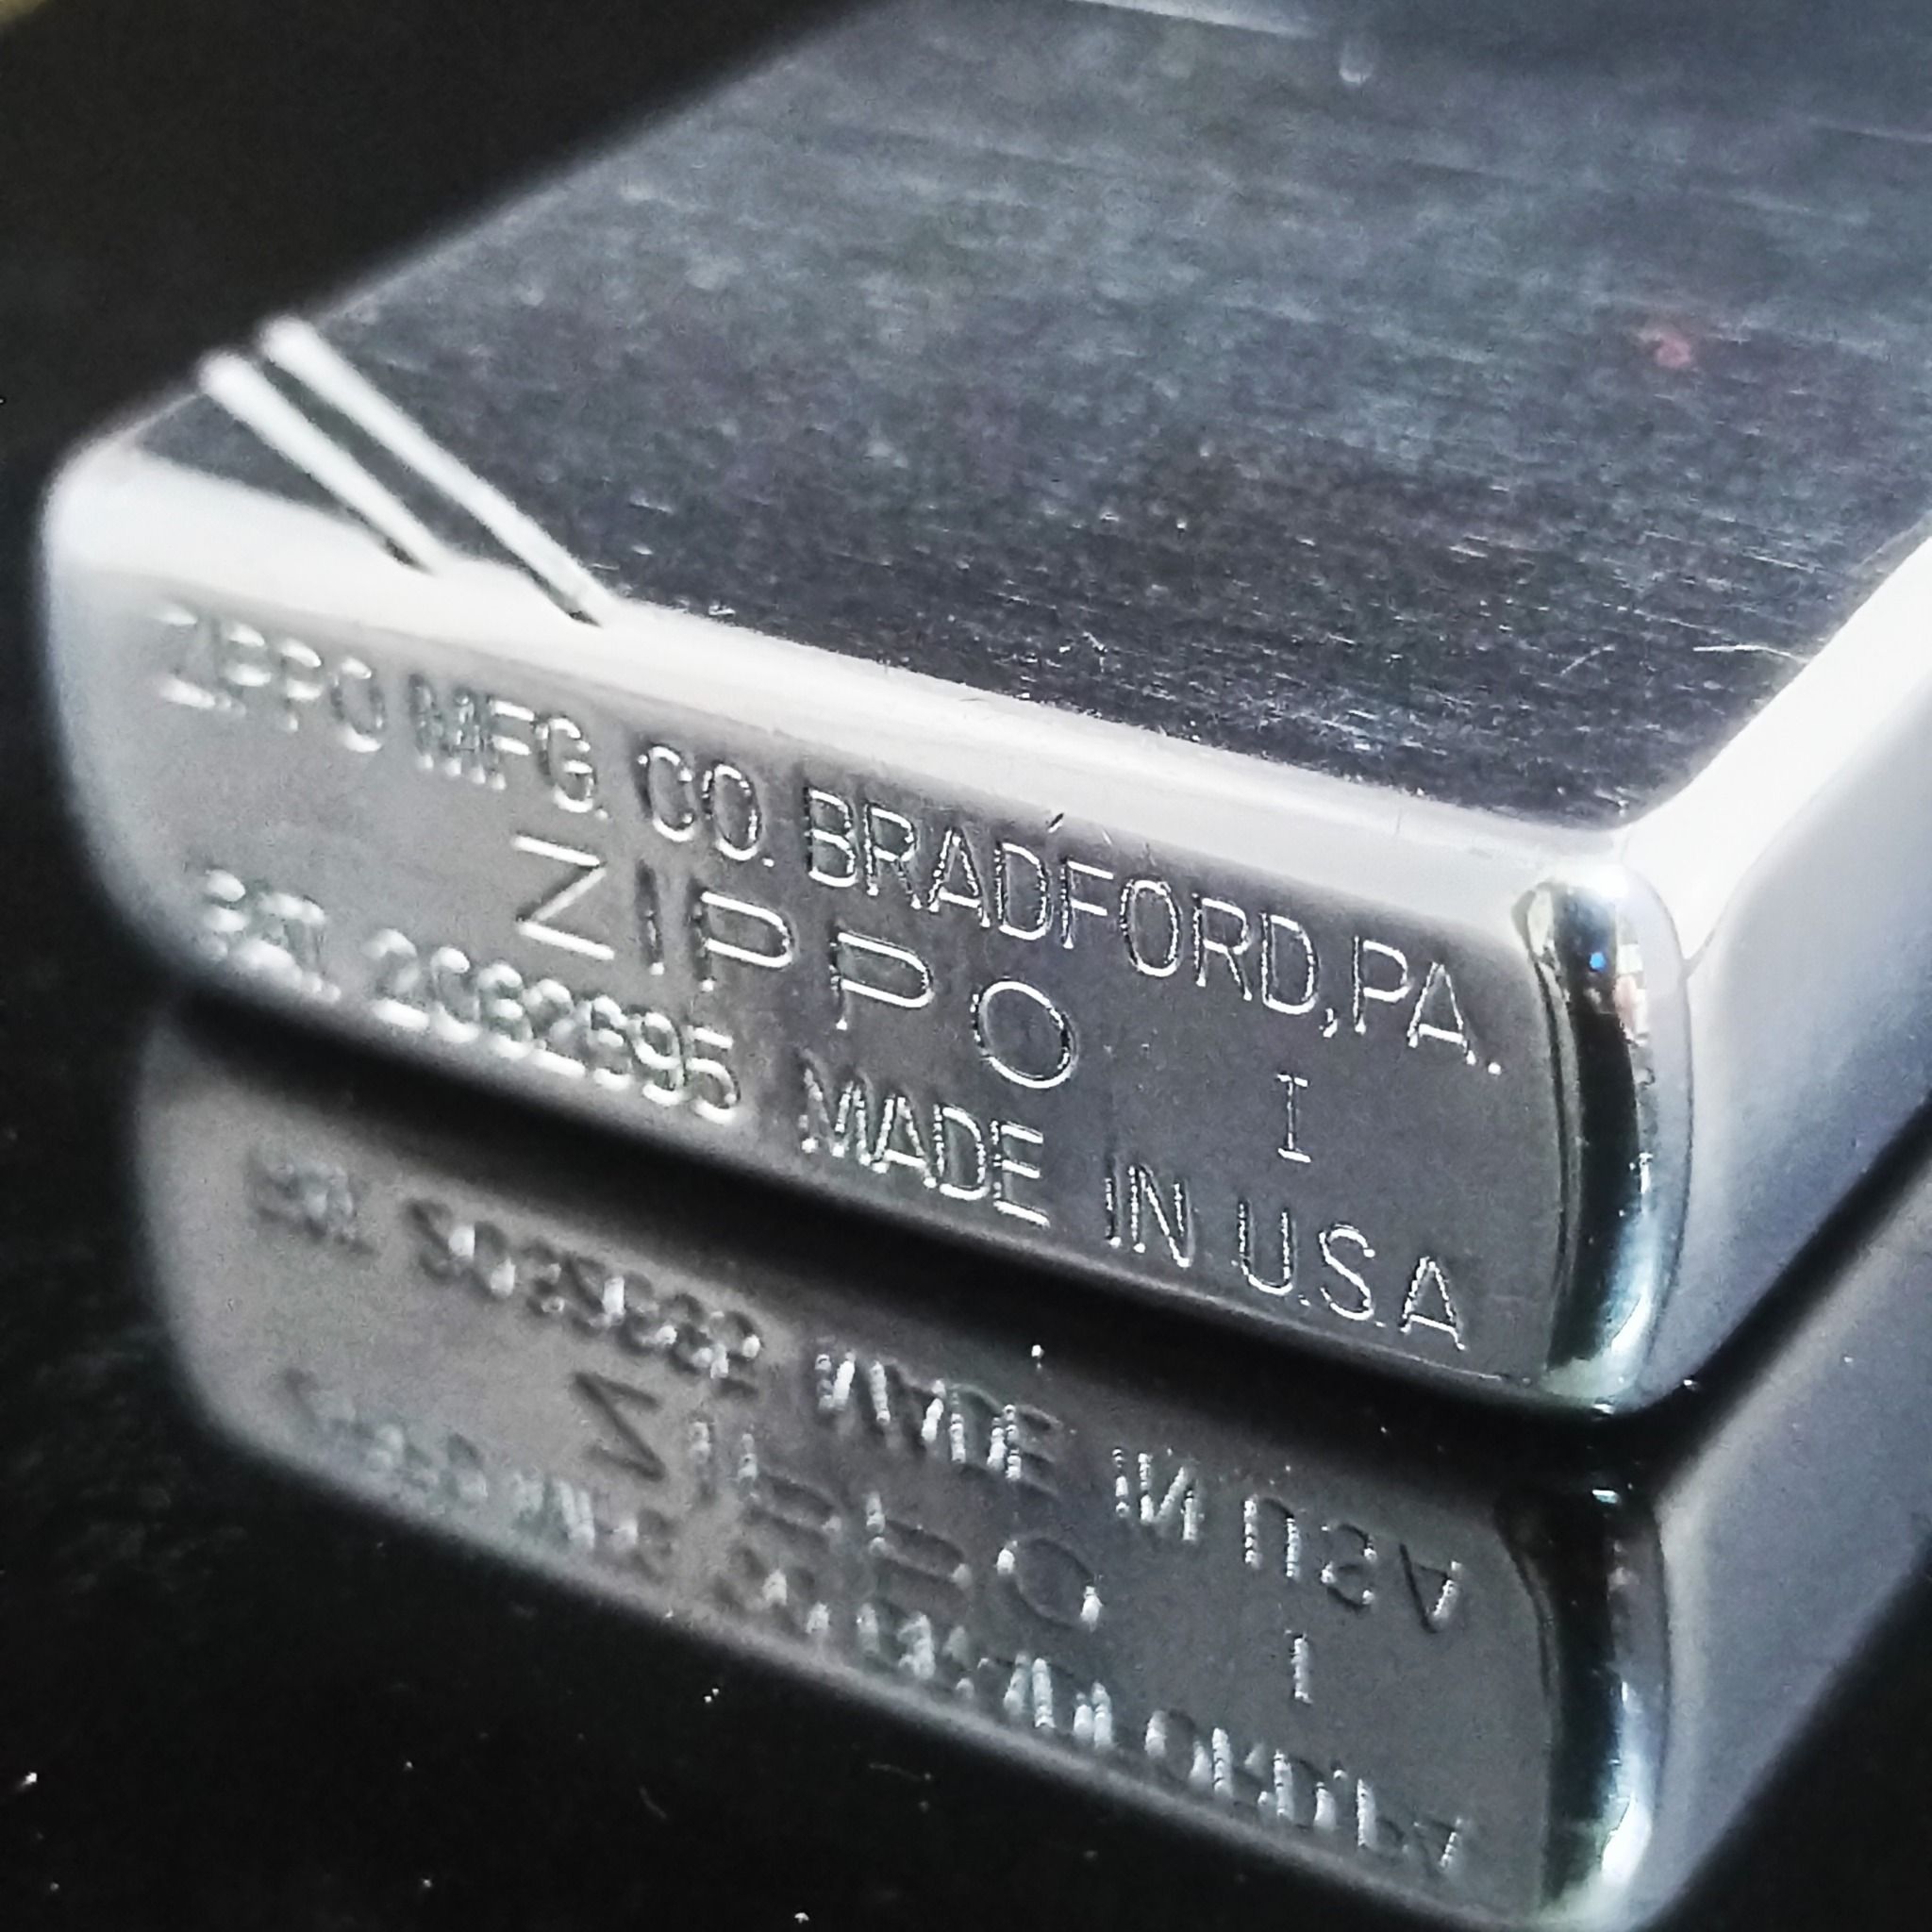 ZIPPO MFG. CO. BRADFORD,PA.
ZIPPO I
PAT. 2032695 MADE IN U.S.A